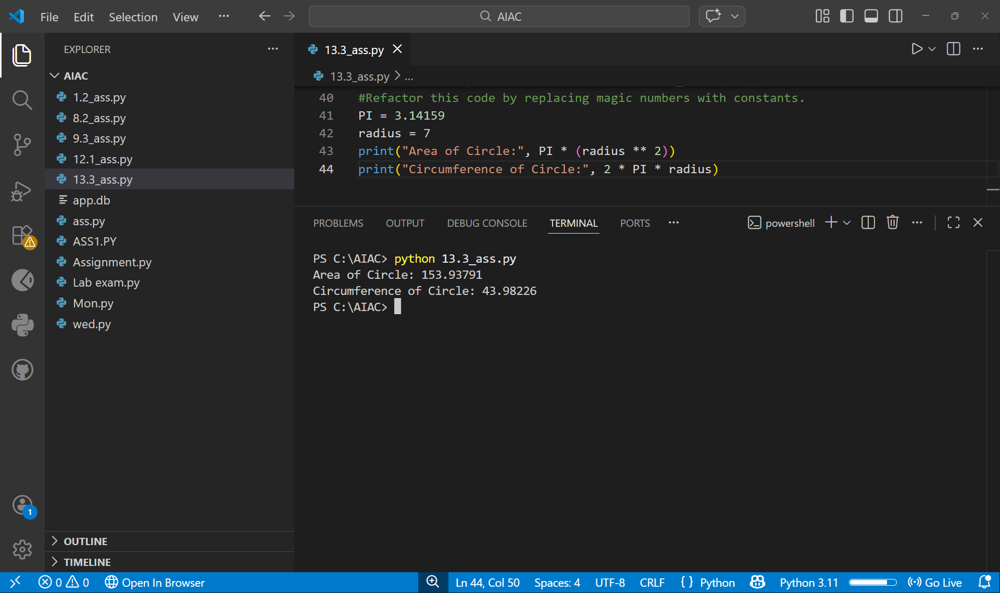 File Edit Selection View ... AIAC
EXPLORER ...
AIAC
1.2_ass.py
8.2_ass.py
9.3_ass.py
12.1_ass.py
13.3_ass.py
app.db
ass.py
ASS1.PY
Assignment.py
Lab exam.py
Mon.py
wed.py
OUTLINE
TIMELINE
13.3_ass.py
13.3_ass.py > ...
40 #Refactor this code by replacing magic numbers with constants.
41 PI = 3.14159
42 radius = 7
43 print("Area of Circle:", PI * (radius ** 2))
44 print("Circumference of Circle:", 2 * PI * radius)
PROBLEMS OUTPUT DEBUG CONSOLE TERMINAL PORTS ... powershell ...
PS C:\AIAC> python 13.3_ass.py
Area of Circle: 153.93791
Circumference of Circle: 43.98226
PS C:\AIAC>
1
0 0 Open In Browser Ln 44, Col 50 Spaces: 4 UTF-8 CRLF {} Python Python 3.11 Go Live